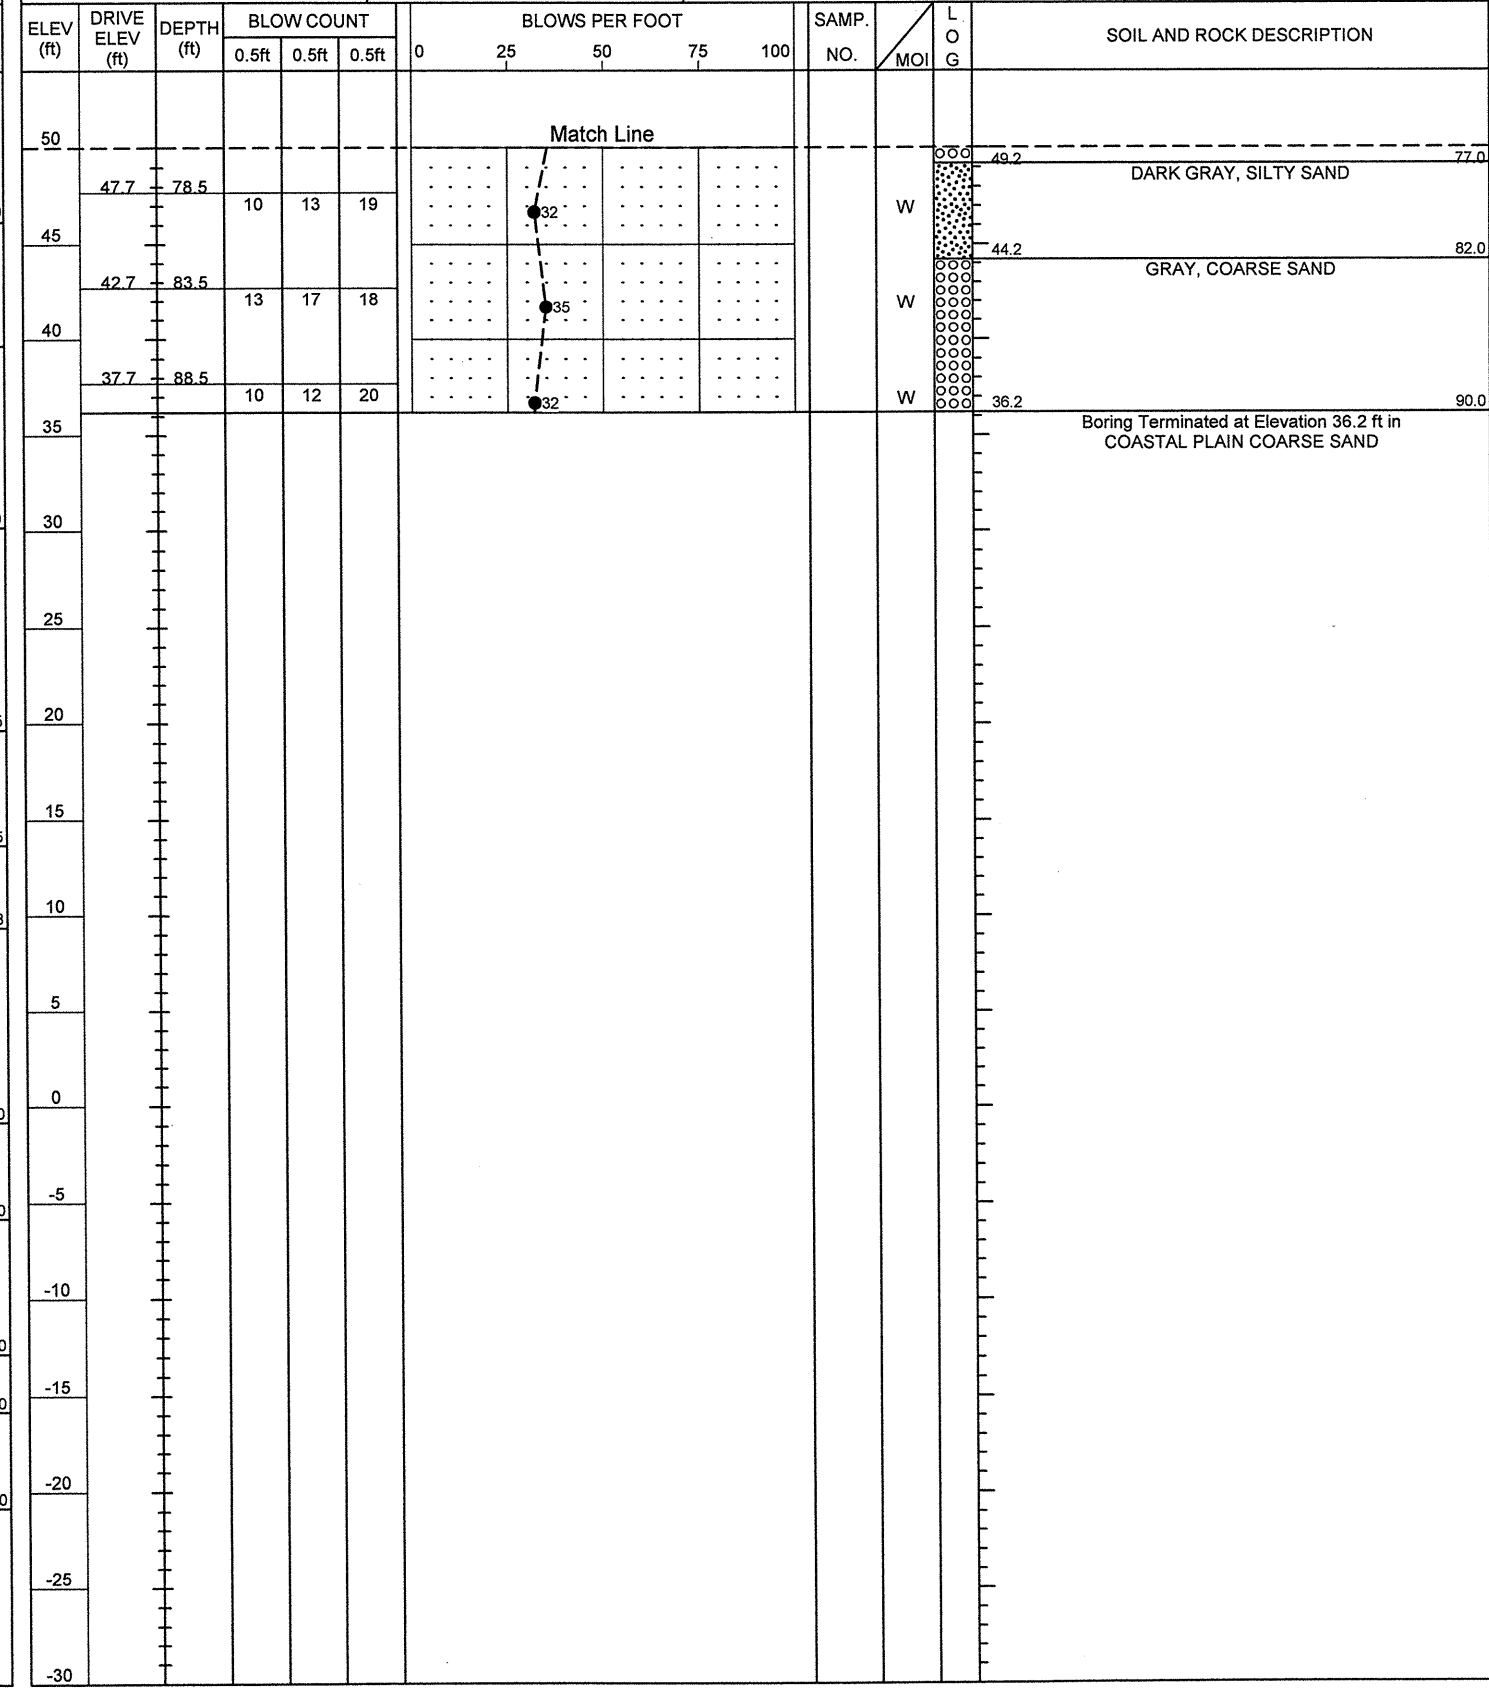 ELEV (ft) DRIVE ELEV (ft) DEPTH (ft) BLOW COUNT BLOWS PER FOOT SAMP. NO. MOI LOG SOIL AND ROCK DESCRIPTION
0.5ft 0.5ft 0.5ft 0 25 50 75 100
Match Line
50
49.2 77.0
DARK GRAY, SILTY SAND
47.7 78.5
10 13 19 32 W
45
44.2 82.0
GRAY, COARSE SAND
42.7 83.5
13 17 18 35 W
40
37.7 88.5
10 12 20 32 W 36.2 90.0
Boring Terminated at Elevation 36.2 ft in
COASTAL PLAIN COARSE SAND
35
30
25
20
15
10
5
0
-5
-10
-15
-20
-25
-30